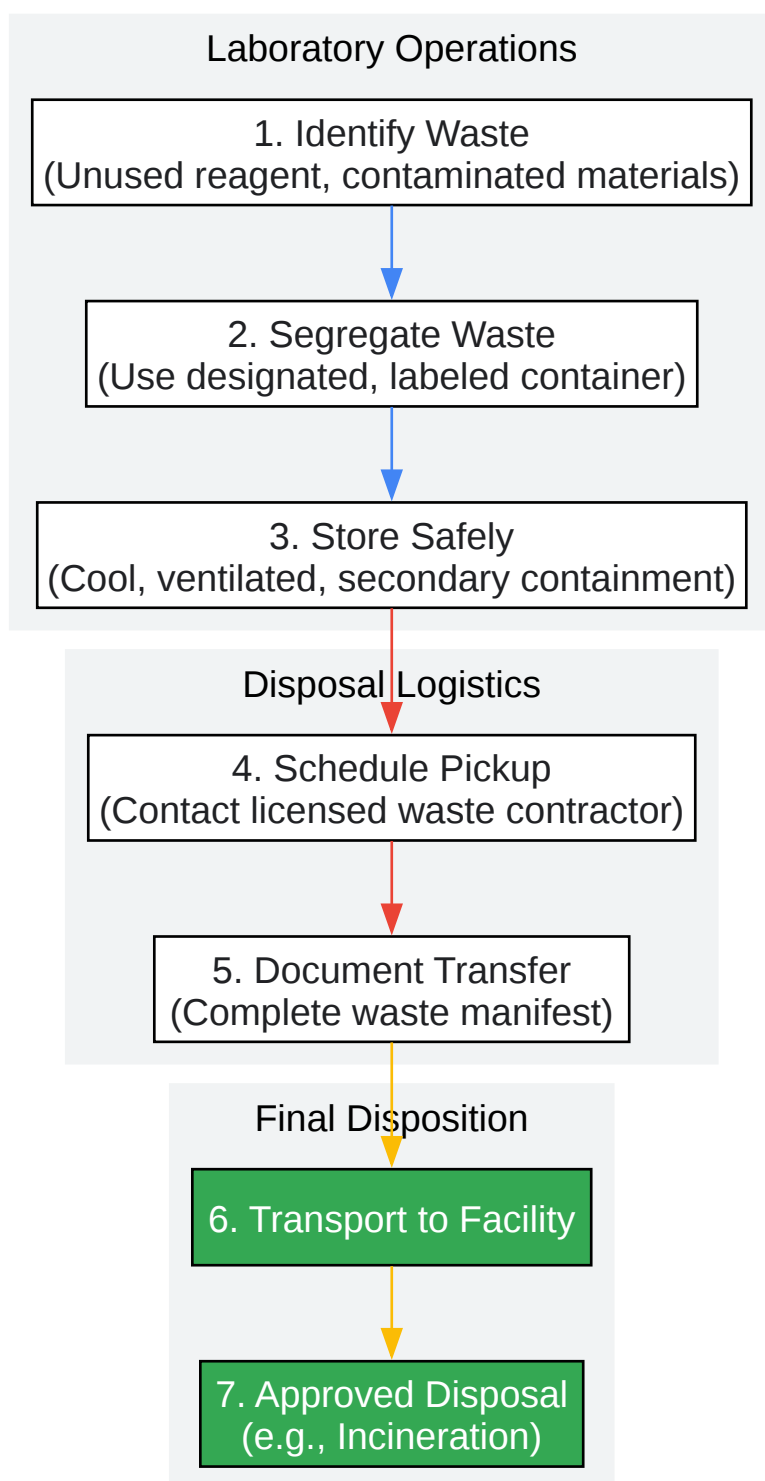 Laboratory Operations
1. Identify Waste
(Unused reagent, contaminated materials)
2. Segregate Waste
(Use designated, labeled container)
3. Store Safely
(Cool, ventilated, secondary containment)
Disposal Logistics
4. Schedule Pickup
(Contact licensed waste contractor)
5. Document Transfer
(Complete waste manifest)
Final Disposition
6. Transport to Facility
7. Approved Disposal
(e.g., Incineration)